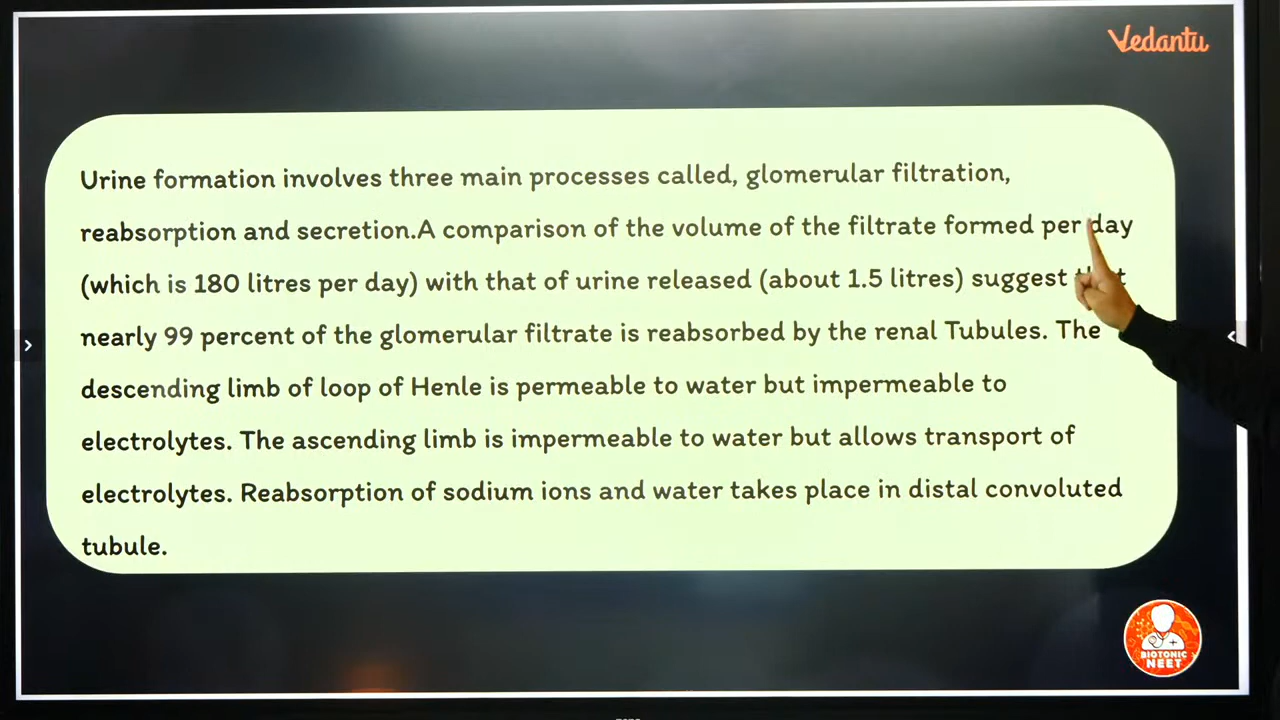 Vedantu
Urine formation involves three main processes called, glomerular filtration,
reabsorption and secretion.A comparison of the volume of the filtrate formed per day
(which is 180 litres per day) with that of urine released (about 1.5 litres) suggest
nearly 99 percent of the glomerular filtrate is reabsorbed by the renal Tubules. The
descending limb of loop of Henle is permeable to water but impermeable to
electrolytes. The ascending limb is impermeable to water but allows transport of
electrolytes. Reabsorption of sodium ions and water takes place in distal convoluted
tubule.
BIOTONIC
NEET